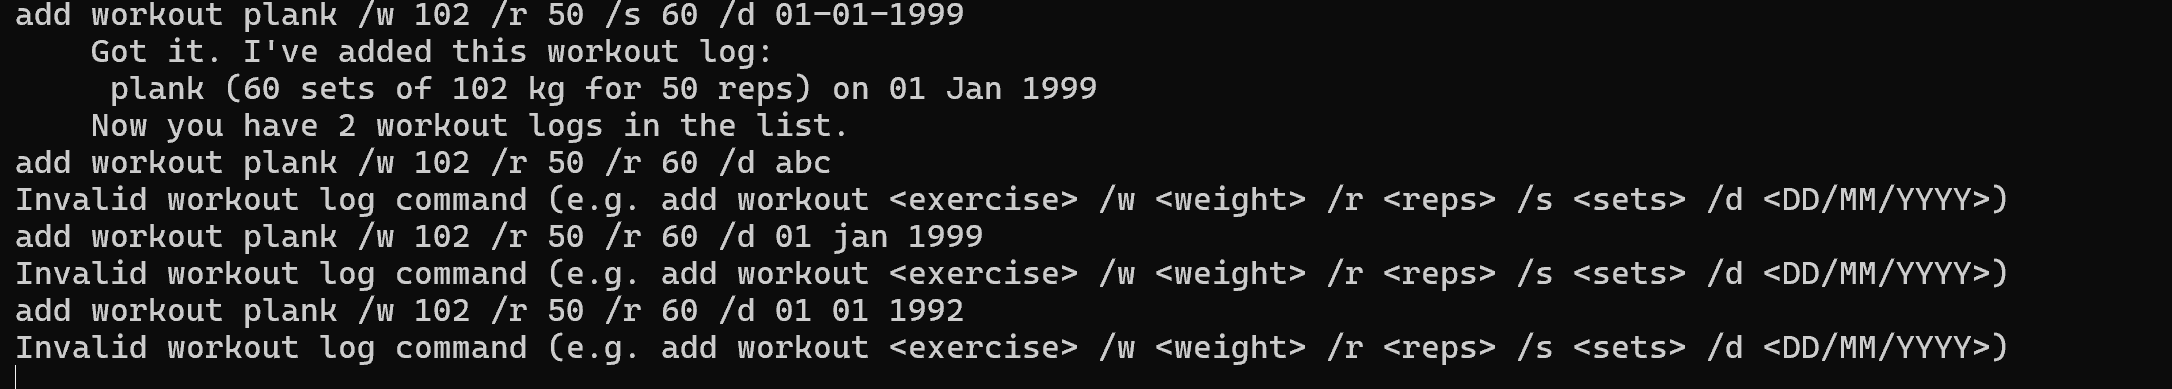 add workout plank /w 102 /r 50 /s 60 /d 01-01-1999
Got it. I've added this workout log:
plank (60 sets of 102 kg for 50 reps) on 01 Jan 1999
Now you have 2 workout logs in the list.
add workout plank /w 102 /r 50 /r 60 /d abc
Invalid workout log command (e.g. add workout <exercise> /w <weight> /r <reps> /s <sets> /d <DD/MM/YYYY>)
add workout plank /w 102 /r 50 /r 60 /d 01 jan 1999
Invalid workout log command (e.g. add workout <exercise> /w <weight> /r <reps> /s <sets> /d <DD/MM/YYYY>)
add workout plank /w 102 /r 50 /r 60 /d 01 01 1992
Invalid workout log command (e.g. add workout <exercise> /w <weight> /r <reps> /s <sets> /d <DD/MM/YYYY>)